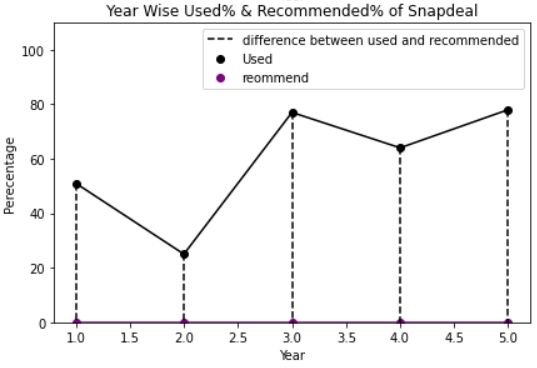 Year Wise Used% & Recommended% of Snapdeal
difference between used and recommended
Used
reommend
100
80
60
40
20
0
Perecentage
1.0 1.5 2.0 2.5 3.0 3.5 4.0 4.5 5.0
Year